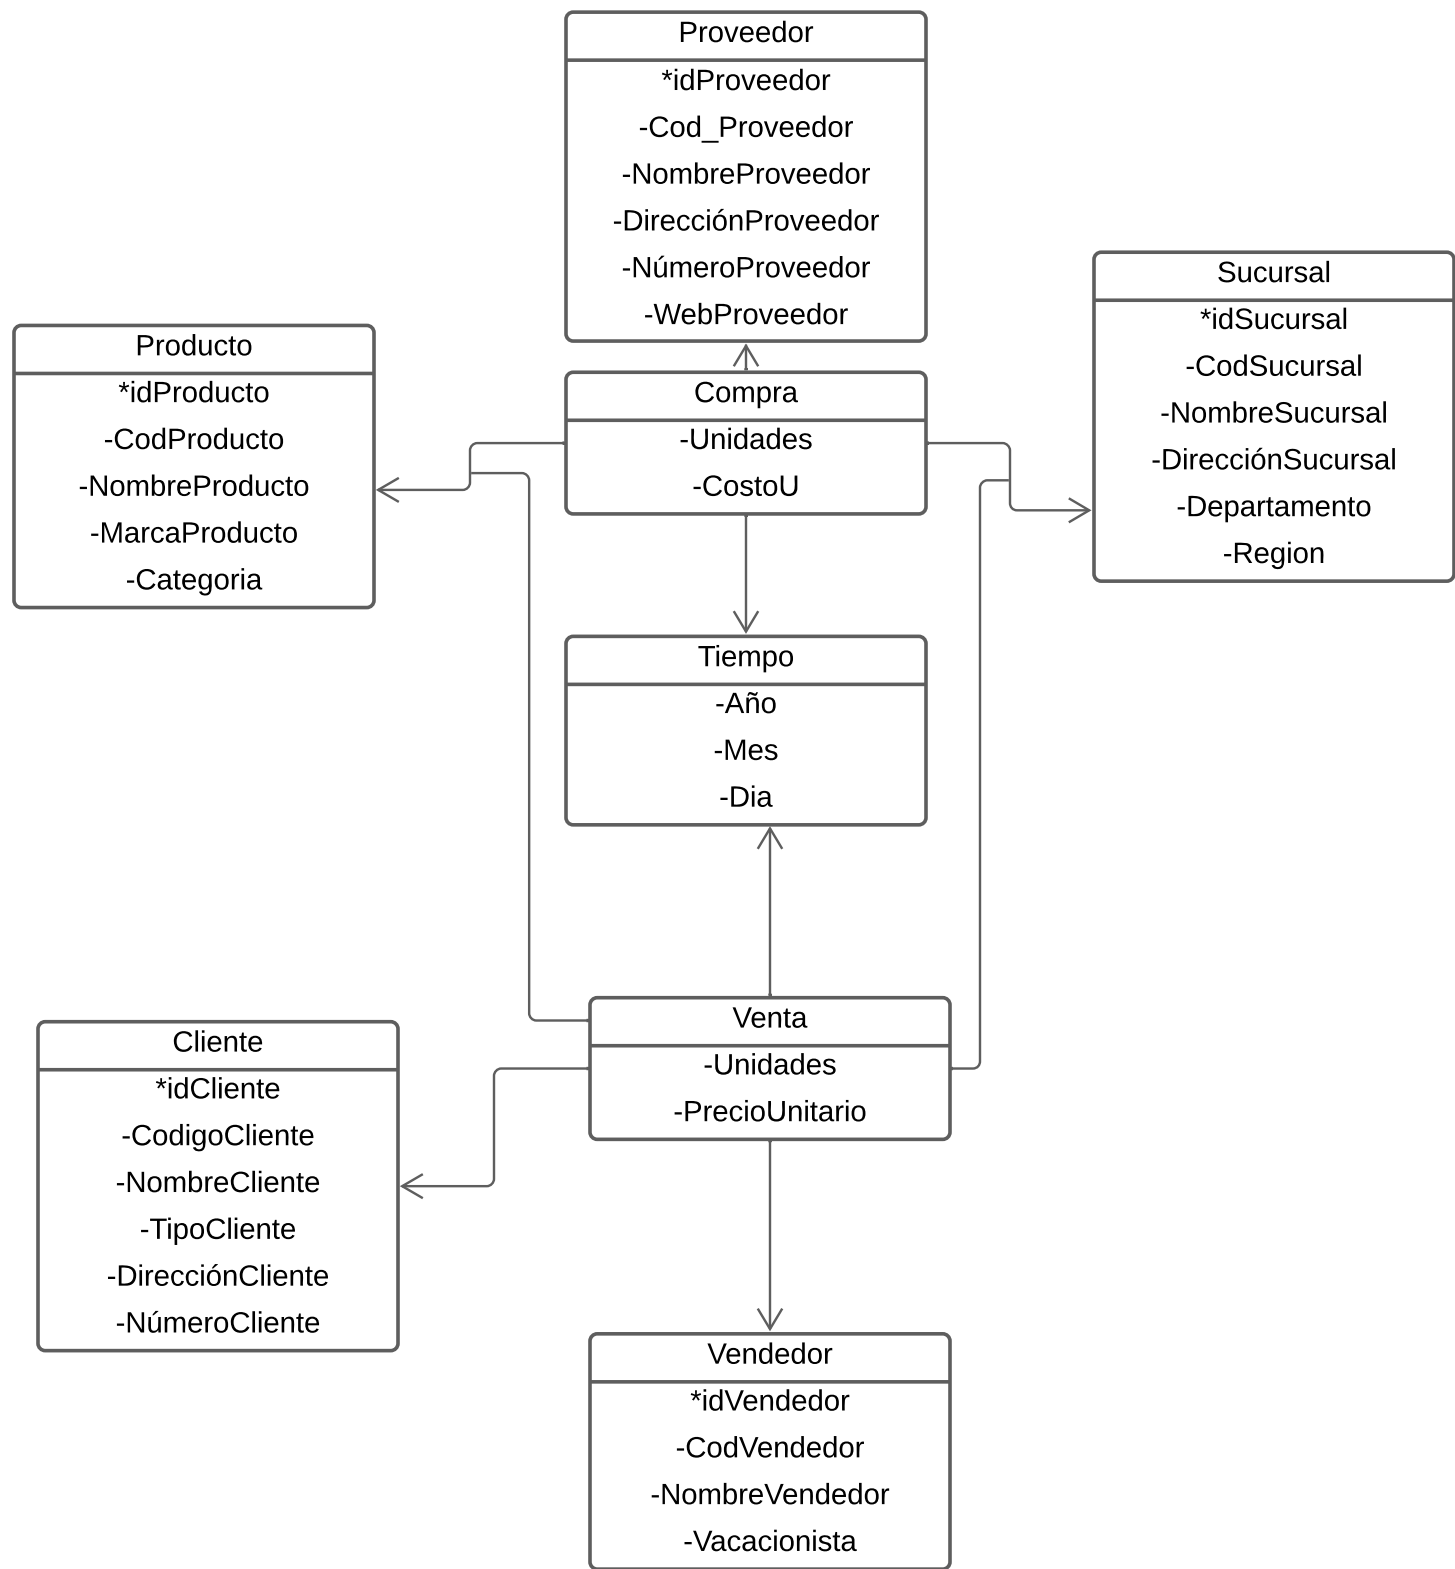 Proveedor
*idProveedor
-Cod_Proveedor
-NombreProveedor
-DirecciónProveedor
-NúmeroProveedor
-WebProveedor
Sucursal
*idSucursal
-CodSucursal
-NombreSucursal
-DirecciónSucursal
-Departamento
-Region
Producto
*idProducto
-CodProducto
-NombreProducto
-MarcaProducto
-Categoria
Compra
-Unidades
-CostoU
Tiempo
-Año
-Mes
-Dia
Venta
-Unidades
-PrecioUnitario
Cliente
*idCliente
-CodigoCliente
-NombreCliente
-TipoCliente
-DirecciónCliente
-NúmeroCliente
Vendedor
*idVendedor
-CodVendedor
-NombreVendedor
-Vacacionista